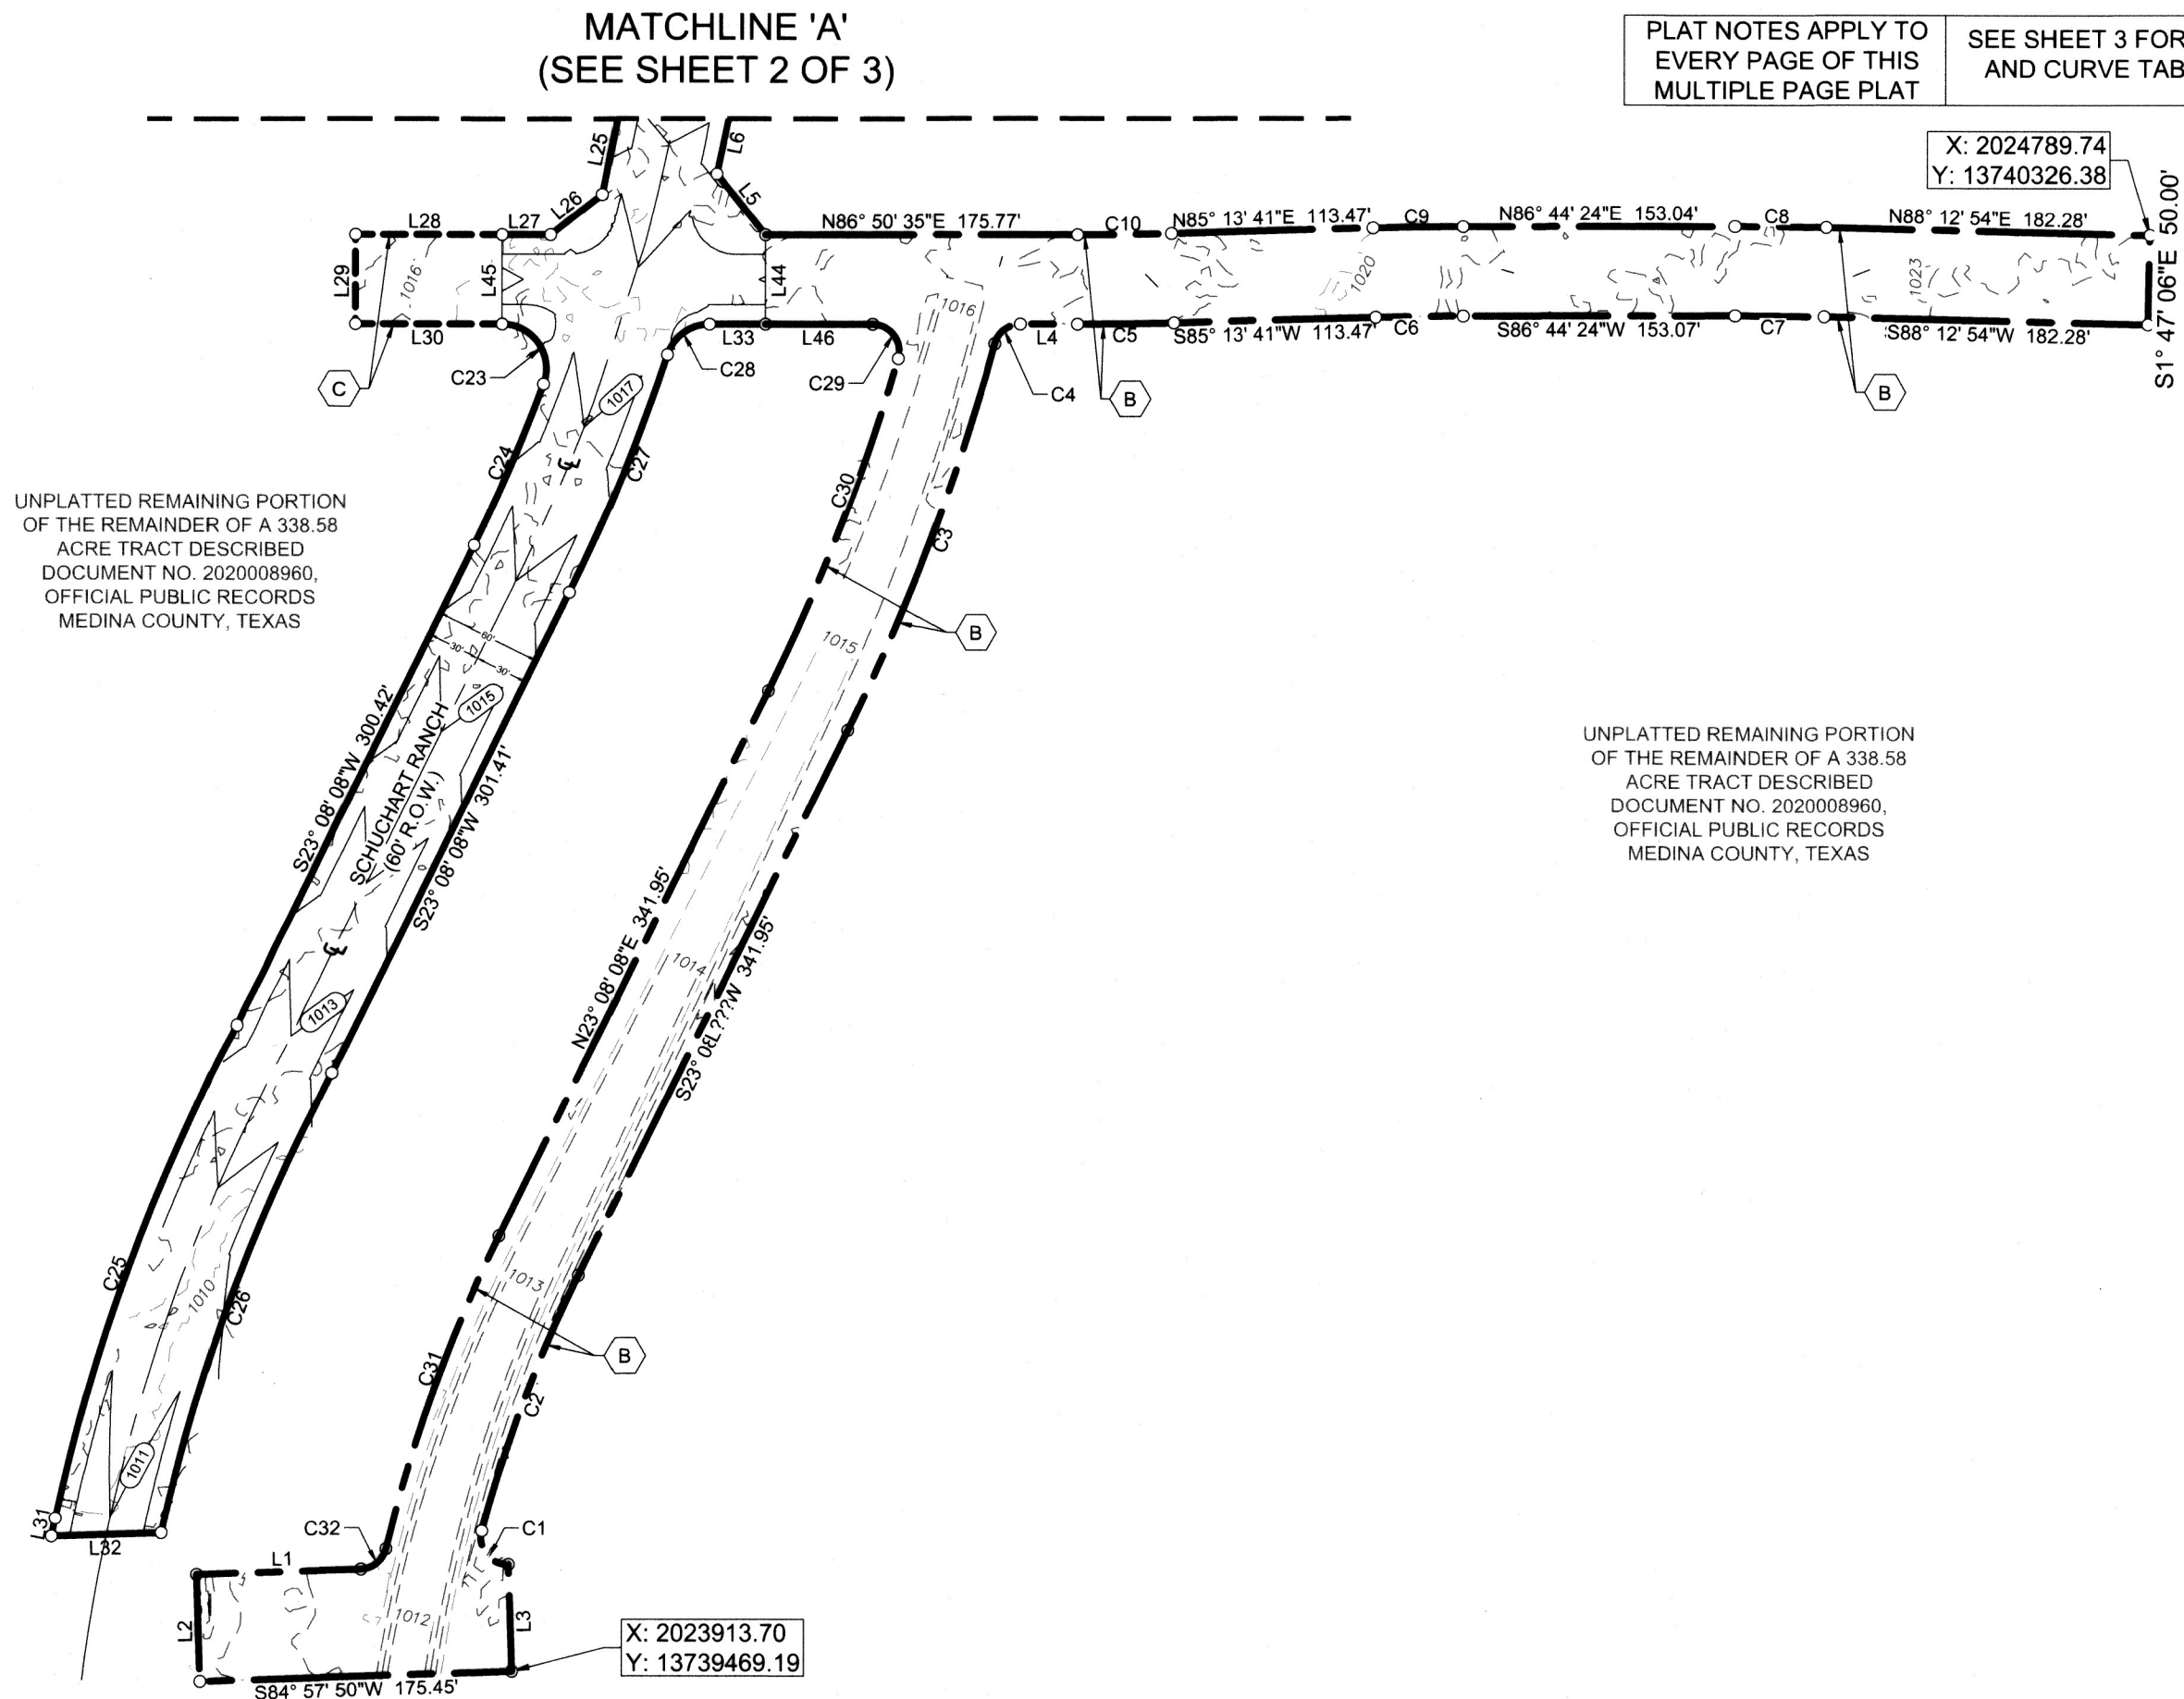 MATCHLINE 'A'
(SEE SHEET 2 OF 3)
PLAT NOTES APPLY TO
EVERY PAGE OF THIS
MULTIPLE PAGE PLAT
SEE SHEET 3 FOR
AND CURVE TAB
X: 2024789.74
Y: 13740326.38
S1° 47' 06"E 50.00'
L25
L6
L26
L5
L28
L27
N86° 50' 35"E 175.77'
C10
N85° 13' 41"E 113.47'
C9
N86° 44' 24"E 153.04'
C8
N88° 12' 54"E 182.28'
L29
1016
L45
L44
1020
1023
1016
L30
L33
L46
L4
C5
S85° 13' 41"W 113.47'
C6
S86° 44' 24"W 153.07'
C7
S88° 12' 54"W 182.28'
C
C23
C28
C29
C4
B
B
1017
C24
C27
C30
C3
UNPLATTED REMAINING PORTION
OF THE REMAINDER OF A 338.58
ACRE TRACT DESCRIBED
DOCUMENT NO. 2020008960,
OFFICIAL PUBLIC RECORDS
MEDINA COUNTY, TEXAS
60'
30'
30'
B
1015
1015
S23° 08' 08"W 300.42'
SCHUCHART RANCH
(60' R.O.W.)
S23° 08' 08"W 301.41'
UNPLATTED REMAINING PORTION
OF THE REMAINDER OF A 338.58
ACRE TRACT DESCRIBED
DOCUMENT NO. 2020008960,
OFFICIAL PUBLIC RECORDS
MEDINA COUNTY, TEXAS
N23° 08' 08"E 341.95'
1014
S23° 08L???W 341.95'
1013
C25
1010
C26
1013
B
C31
C2
1011
L31
L32
C32
C1
L1
L2
1012
L3
X: 2023913.70
Y: 13739469.19
S84° 57' 50"W 175.45'